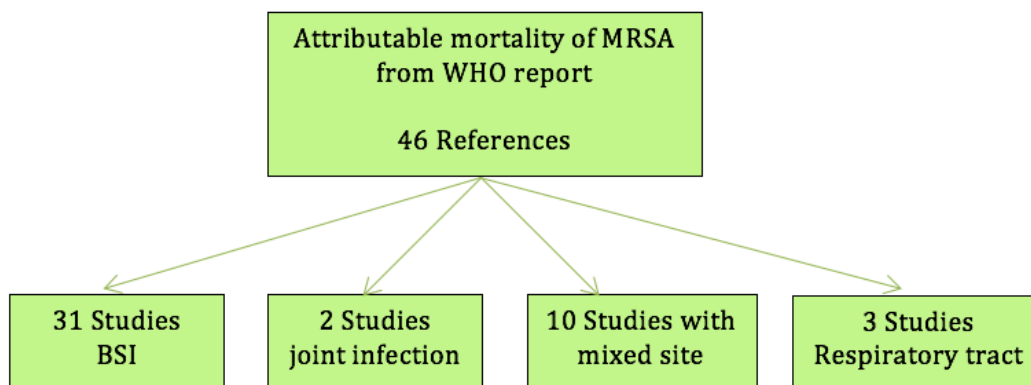 Attributable mortality of MRSA
from WHO report
46 References
31 Studies
BSI
2 Studies
joint infection
10 Studies with
mixed site
3 Studies
Respiratory tract